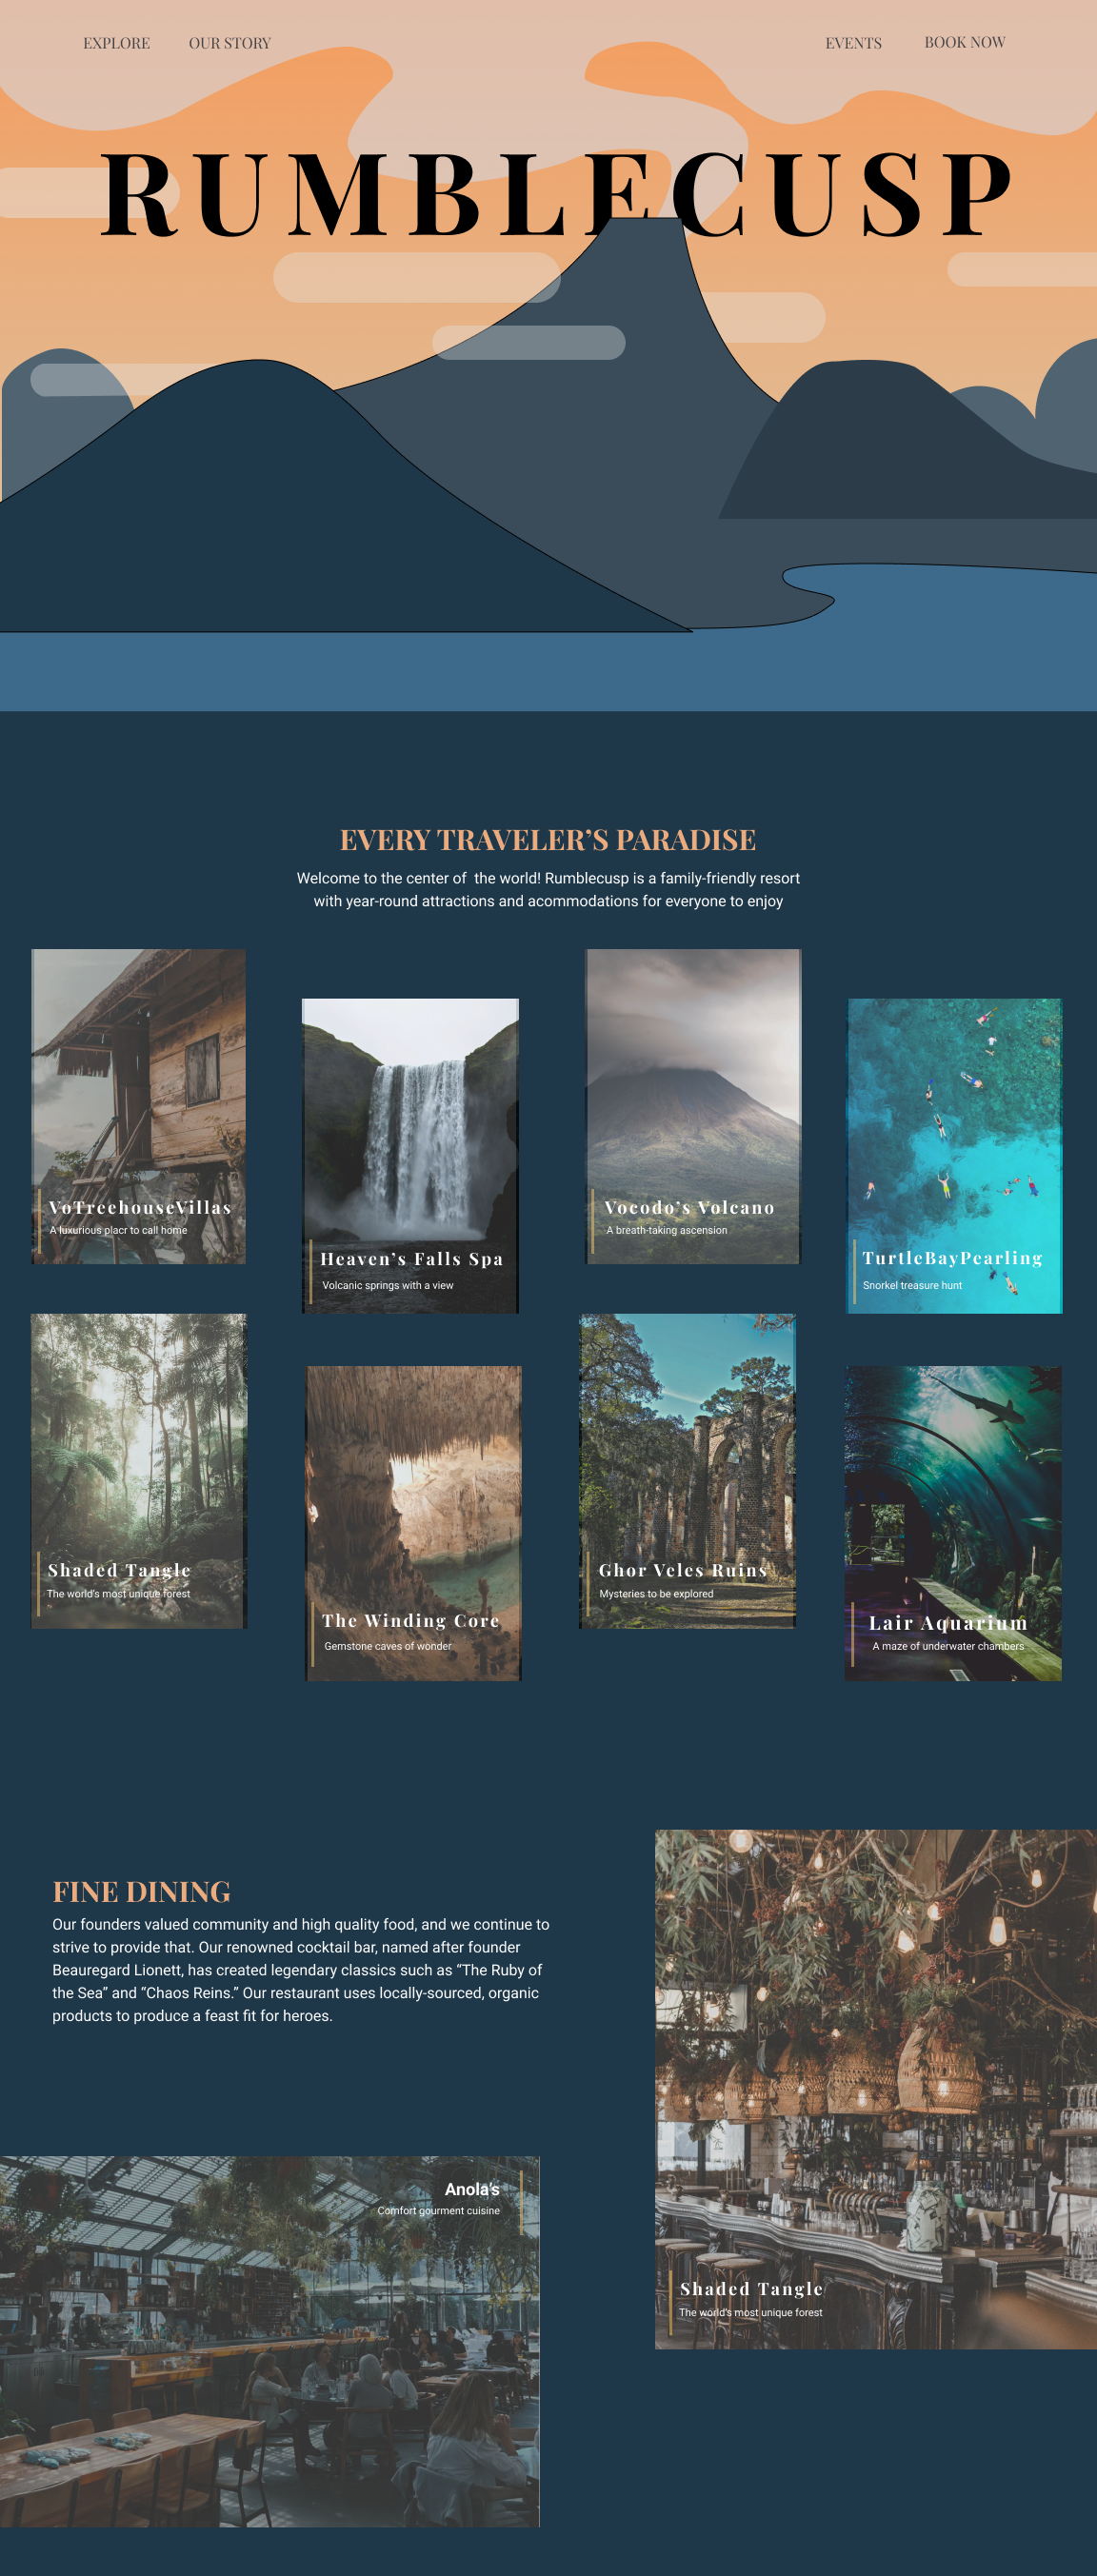 EXPLORE
OUR STORY
EVENTS
BOOK NOW
RUMBLECUSP
EVERY TRAVELER’S PARADISE
Welcome to the center of the world! Rumblecusp is a family-friendly resort
with year-round attractions and acommodations for everyone to enjoy
VoTreehouseVillas
A luxurious placr to call home
Heaven’s Falls Spa
Volcanic springs with a view
Vocodo’s Volcano
A breath-taking ascension
TurtleBayPearling
Snorkel treasure hunt
Shaded Tangle
The world's most unique forest
The Winding Core
Gemstone caves of wonder
Ghor Veles Ruins
Mysteries to be explored
Lair Aquarium
A maze of underwater chambers
FINE DINING
Our founders valued community and high quality food, and we continue to
strive to provide that. Our renowned cocktail bar, named after founder
Beauregard Lionett, has created legendary classics such as “The Ruby of
the Sea” and “Chaos Reins.” Our restaurant uses locally-sourced, organic
products to produce a feast fit for heroes.
Anola's
Comfort gourment cuisine
Shaded Tangle
The world's most unique forest